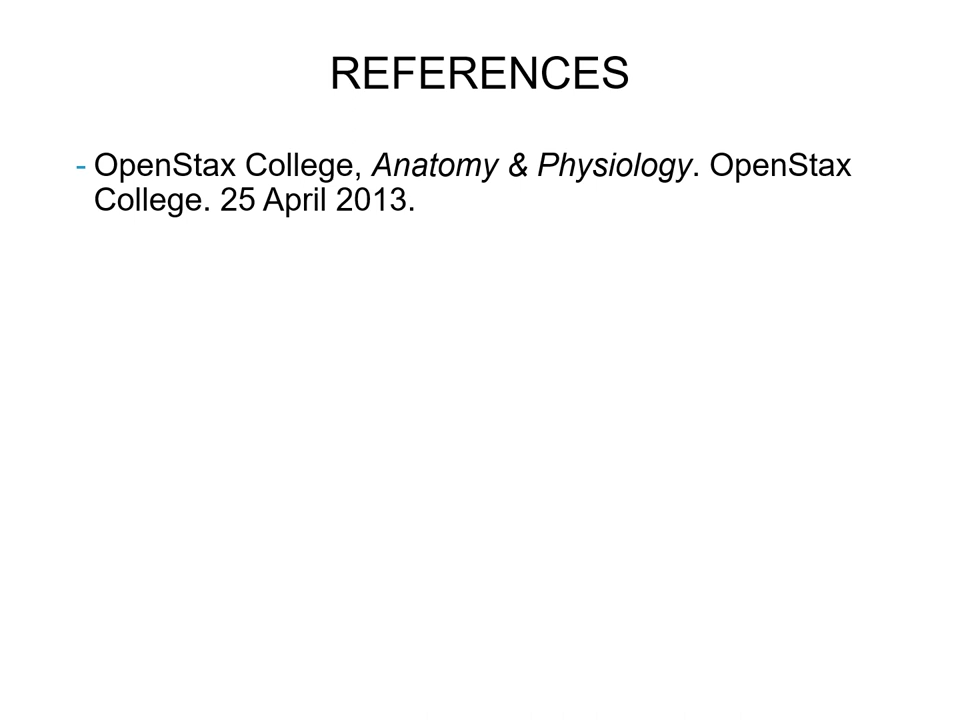 REFERENCES
- OpenStax College, Anatomy & Physiology. OpenStax
College. 25 April 2013.